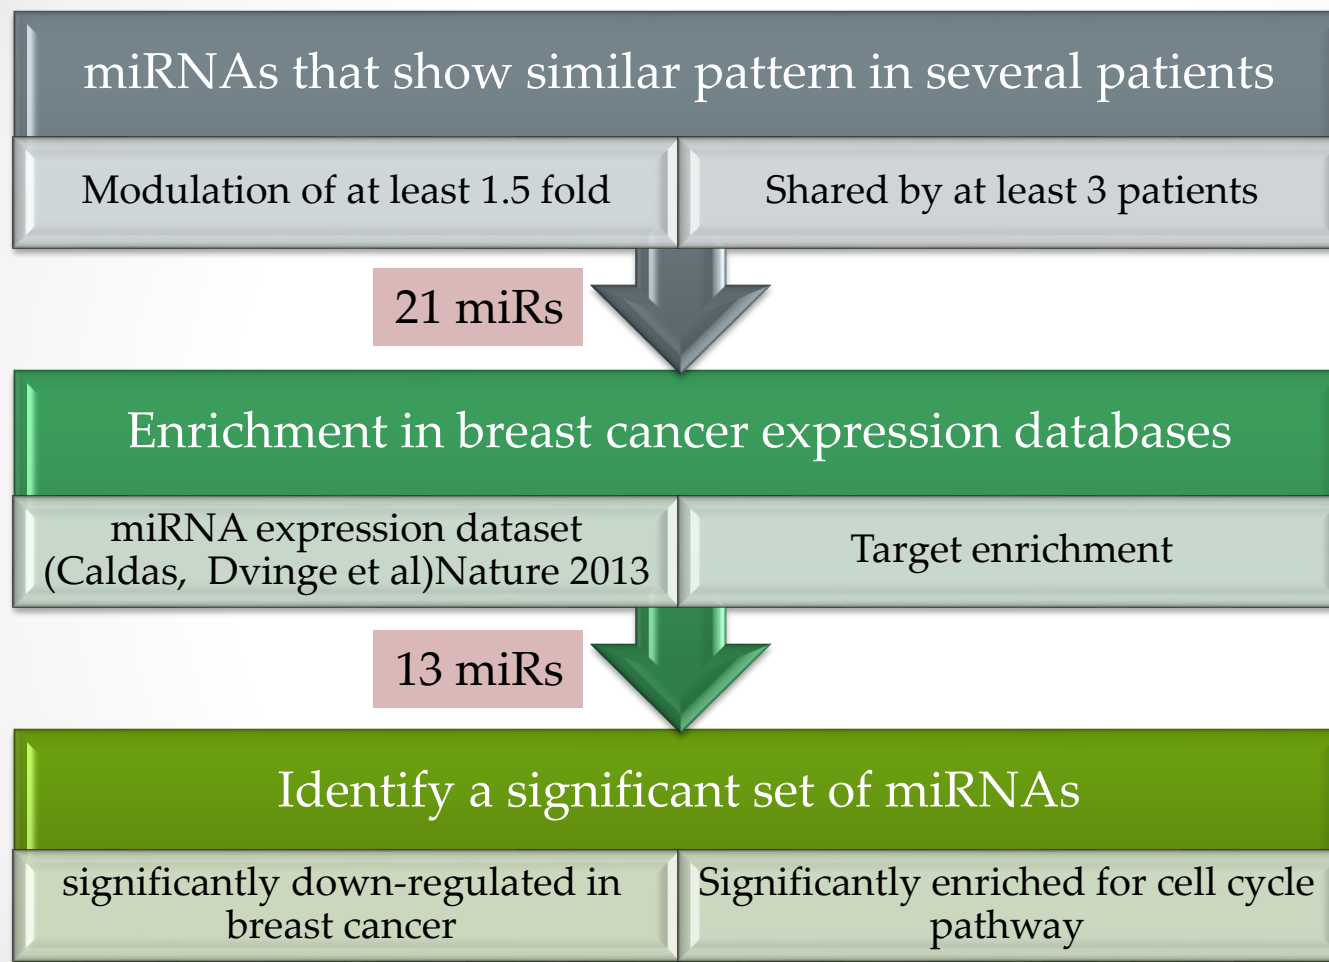 miRNAs that show similar pattern in several patients
Modulation of at least 1.5 fold
Shared by at least 3 patients
21 miRs
Enrichment in breast cancer expression databases
miRNA expression dataset
(Caldas, Dvinge et al)Nature 2013
Target enrichment
13 miRs
Identify a significant set of miRNAs
significantly down-regulated in
breast cancer
Significantly enriched for cell cycle
pathway